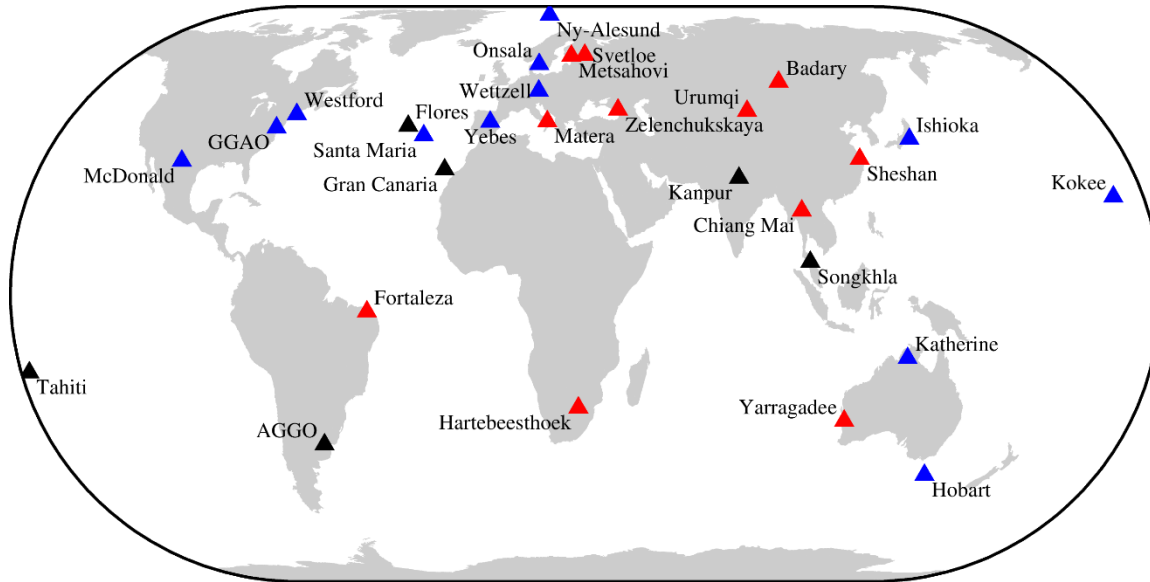 Ny-Alesund
Onsala
Svetloe
Metsahovi
Badary
Wettzell
Urumqi
Westford
Flores
GGAO
Yebes
Matera
Zelenchukskaya
Ishioka
Santa Maria
McDonald
Gran Canaria
Sheshan
Kanpur
Kokee
Chiang Mai
Songkhla
Fortaleza
Katherine
Tahiti
Yarragadee
Hartebeesthoek
AGGO
Hobart